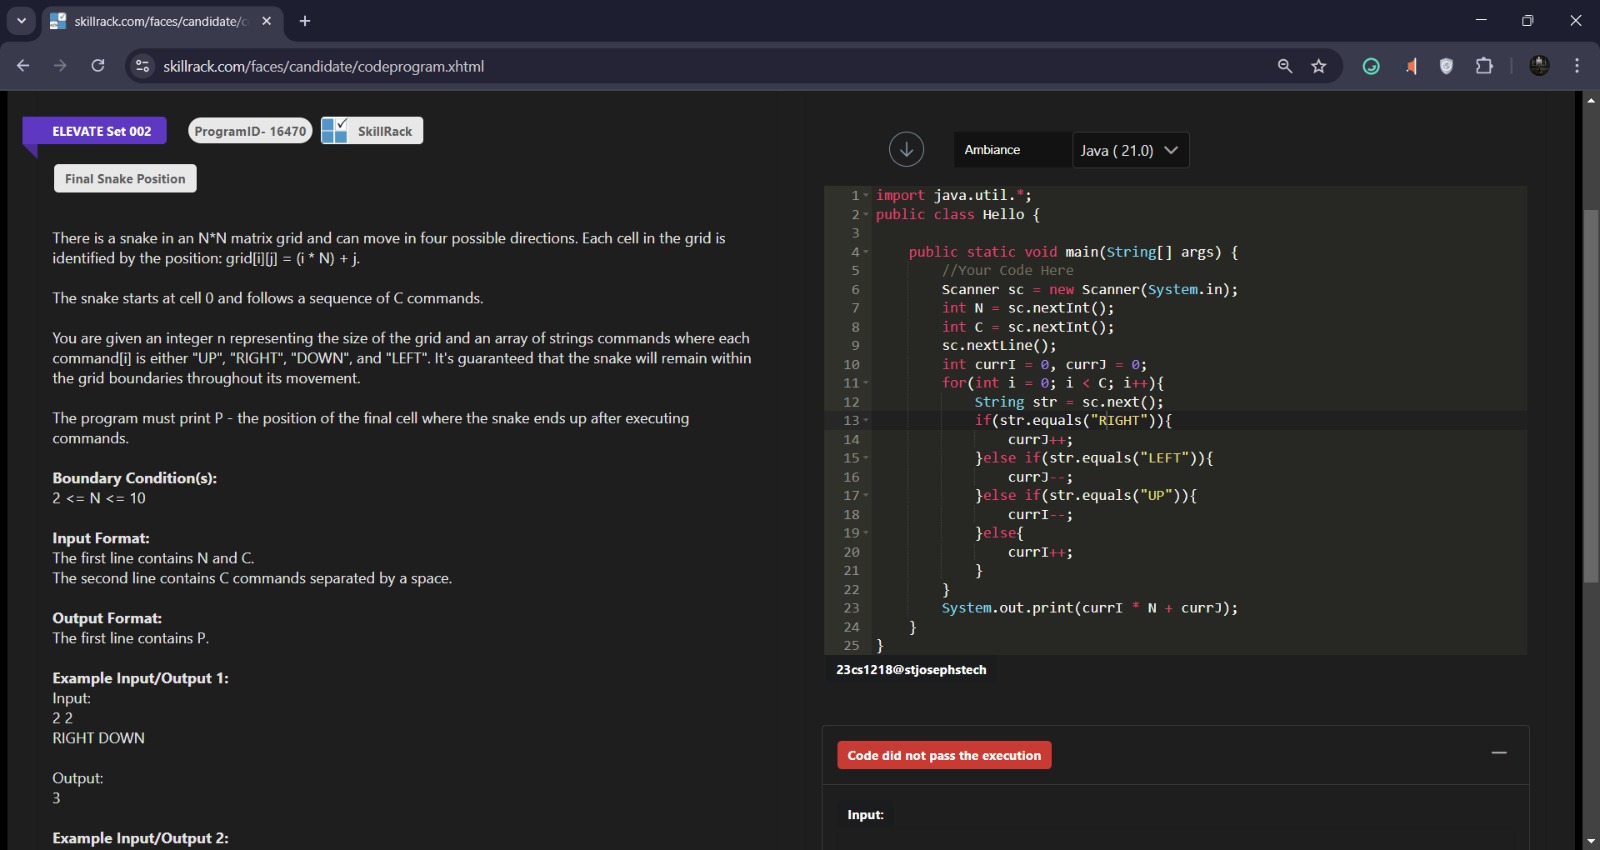 skillrack.com/faces/candidate/c
skillrack.com/faces/candidate/codeprogram.xhtml
ELEVATE Set 002
ProgramID- 16470
SkillRack
Final Snake Position
There is a snake in an N*N matrix grid and can move in four possible directions. Each cell in the grid is
identified by the position: grid[i][j] = (i * N) + j.
The snake starts at cell 0 and follows a sequence of C commands.
You are given an integer n representing the size of the grid and an array of strings commands where each
command[i] is either "UP", "RIGHT", "DOWN", and "LEFT". It's guaranteed that the snake will remain within
the grid boundaries throughout its movement.
The program must print P - the position of the final cell where the snake ends up after executing
commands.
Boundary Condition(s):
2 <= N <= 10
Input Format:
The first line contains N and C.
The second line contains C commands separated by a space.
Output Format:
The first line contains P.
Example Input/Output 1:
Input:
2 2
RIGHT DOWN
Output:
3
Example Input/Output 2:
Ambiance
Java ( 21.0)
1 import java.util.*;
2 public class Hello {
3
4 public static void main(String[] args) {
5 //Your Code Here
6 Scanner sc = new Scanner(System.in);
7 int N = sc.nextInt();
8 int C = sc.nextInt();
9 sc.nextLine();
10 int currI = 0, currJ = 0;
11 for(int i = 0; i < C; i++){
12 String str = sc.next();
13 if(str.equals("RIGHT")){
14 currJ++;
15 }else if(str.equals("LEFT")){
16 currJ--;
17 }else if(str.equals("UP")){
18 currI--;
19 }else{
20 currI++;
21 }
22 }
23 System.out.print(currI * N + currJ);
24 }
25 }
23cs1218@stjosephstech
Code did not pass the execution
Input: